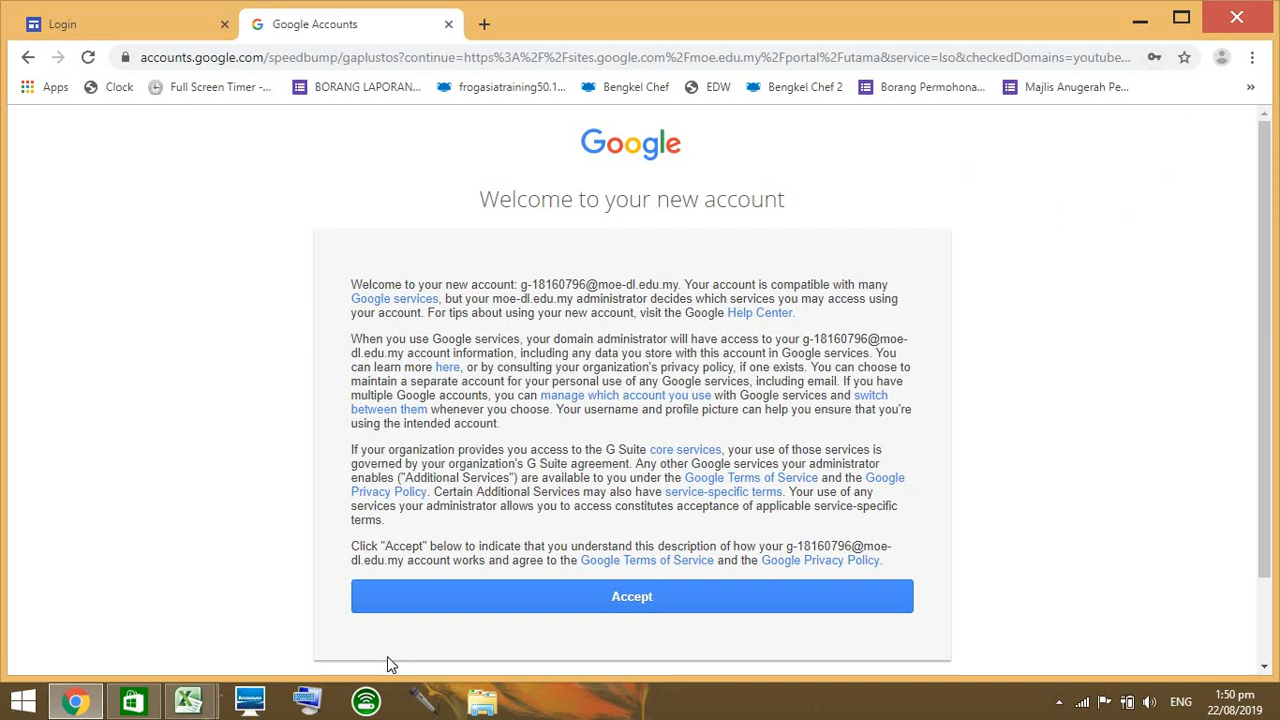 Login
Google Accounts
accounts.google.com/speedbump/gaplustos?continue=https%3A%2F%2Fsites.google.com%2Fmoe.edu.my%2Fportal%2Futama&service=lso&checkedDomains=youtube...
Apps
Clock
Full Screen Timer -...
BORANG LAPORAN...
frogasiatraining50.1...
Bengkel Chef
EDW
Bengkel Chef 2
Borang Permohona...
Majlis Anugerah Pe...
»
Google
Welcome to your new account
Welcome to your new account: g-18160796@moe-dl.edu.my. Your account is compatible with many
Google services, but your moe-dl.edu.my administrator decides which services you may access using
your account. For tips about using your new account, visit the Google Help Center.
When you use Google services, your domain administrator will have access to your g-18160796@moe-
dl.edu.my account information, including any data you store with this account in Google services. You
can learn more here, or by consulting your organization's privacy policy, if one exists. You can choose to
maintain a separate account for your personal use of any Google services, including email. If you have
multiple Google accounts, you can manage which account you use with Google services and switch
between them whenever you choose. Your username and profile picture can help you ensure that you're
using the intended account.
If your organization provides you access to the G Suite core services, your use of those services is
governed by your organization's G Suite agreement. Any other Google services your administrator
enables ("Additional Services") are available to you under the Google Terms of Service and the Google
Privacy Policy. Certain Additional Services may also have service-specific terms. Your use of any
services your administrator allows you to access constitutes acceptance of applicable service-specific
terms.
Click "Accept" below to indicate that you understand this description of how your g-18160796@moe-
dl.edu.my account works and agree to the Google Terms of Service and the Google Privacy Policy.
Accept
ENG
1:50 pm
22/08/2019